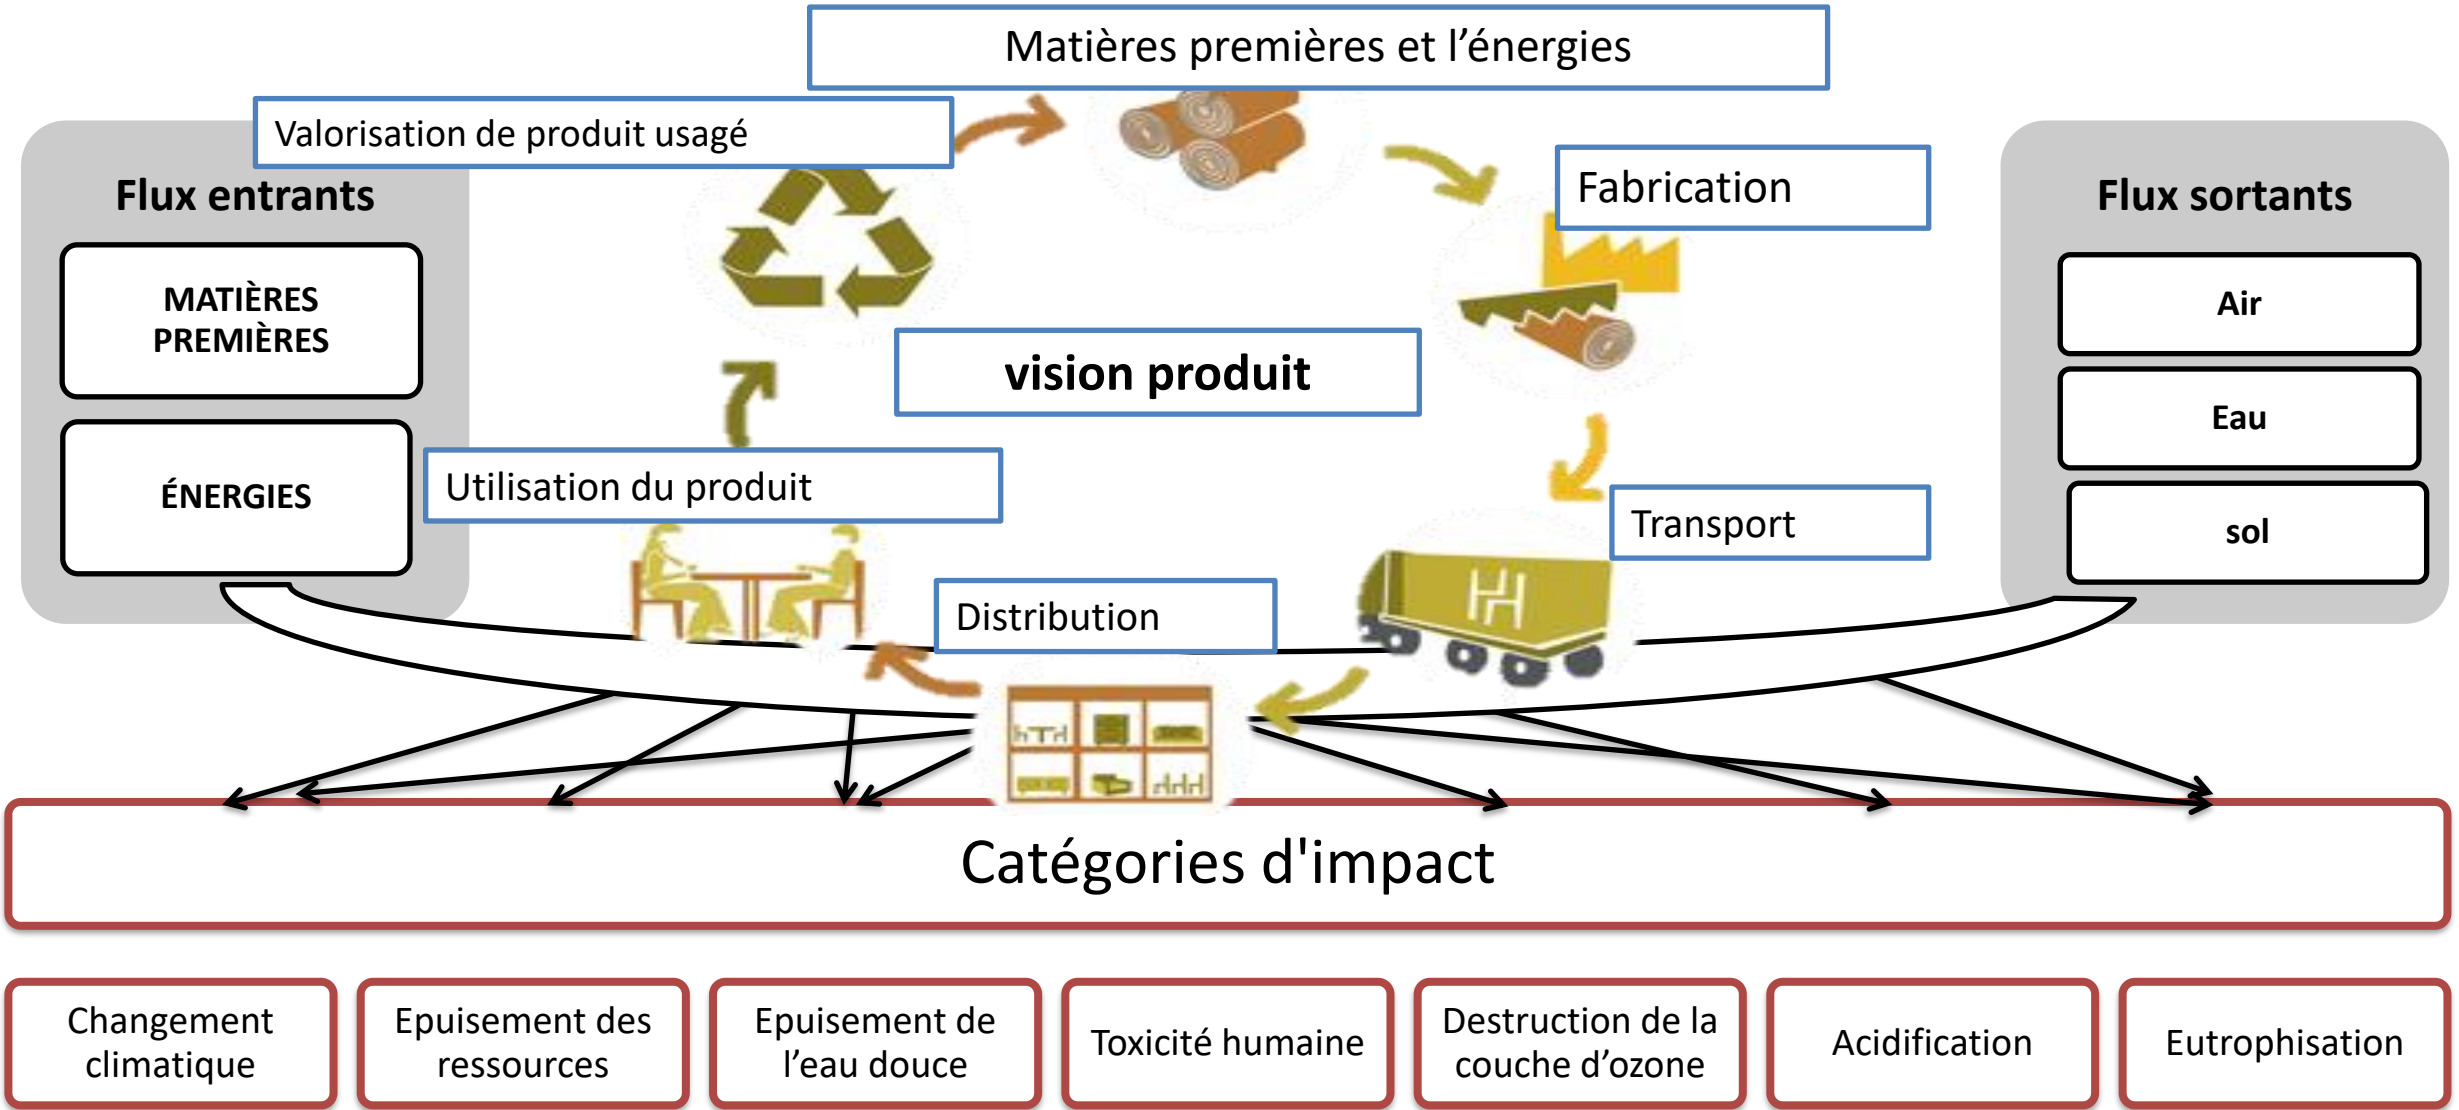 Matières premières et l’énergies
Valorisation de produit usagé
Fabrication
Flux entrants
Flux sortants
MATIÈRES
PREMIÈRES
Air
vision produit
Eau
ÉNERGIES
Utilisation du produit
Transport
sol
Distribution
Catégories d'impact
Changement
climatique
Epuisement des
ressources
Epuisement de
l’eau douce
Toxicité humaine
Destruction de la
couche d’ozone
Acidification
Eutrophisation